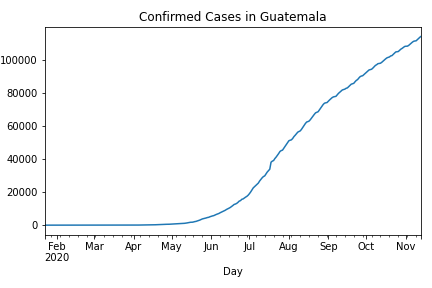 Confirmed Cases in Guatemala
100000
80000
60000
40000
20000
0
Feb Mar Apr May Jun Jul Aug Sep Oct Nov
2020
Day